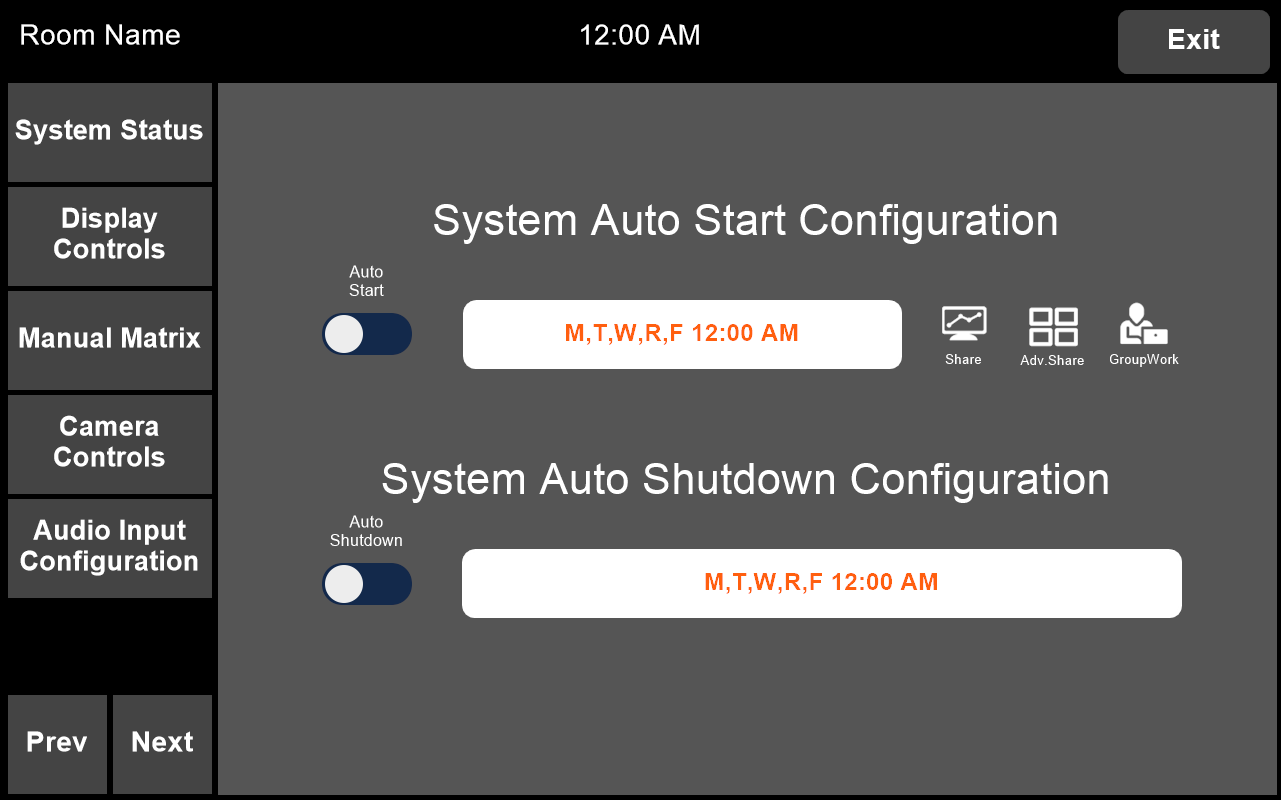 Room Name
12:00 AM
Exit
System Status
Display
Controls
Manual Matrix
Camera
Controls
Audio Input
Configuration
Prev
Next
System Auto Start Configuration
Auto
Start
M,T,W,R,F 12:00 AM
Share
Adv.Share
GroupWork
System Auto Shutdown Configuration
Auto
Shutdown
M,T,W,R,F 12:00 AM